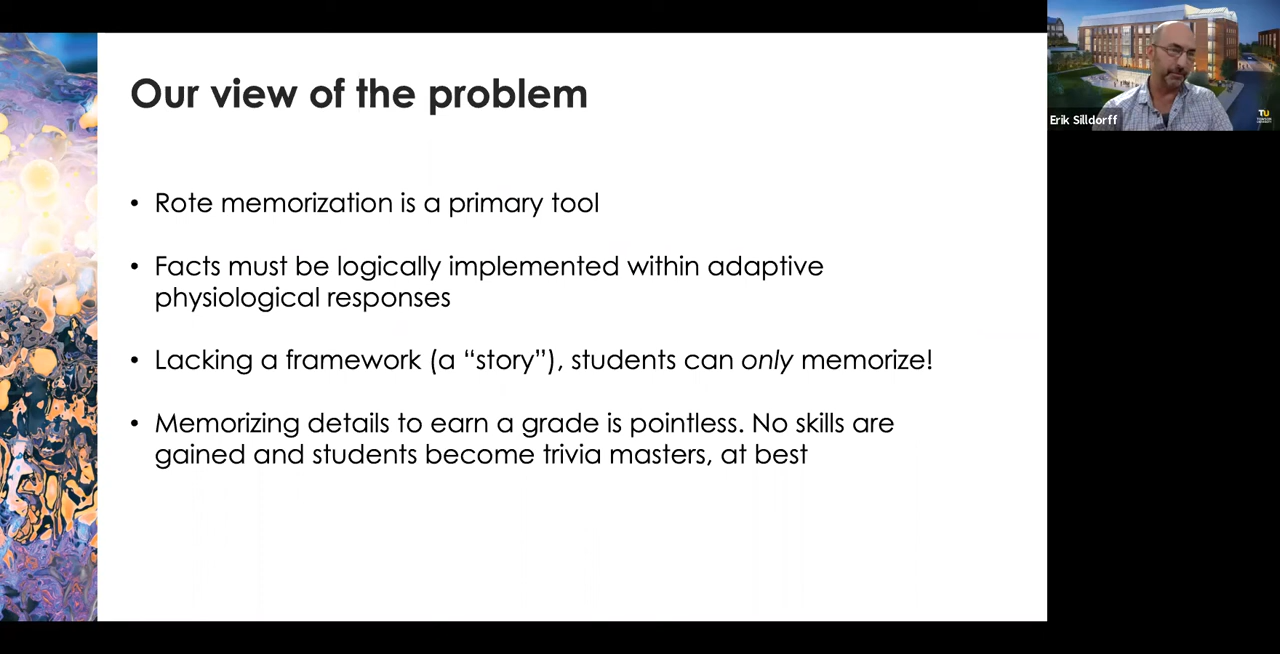 Our view of the problem
• Rote memorization is a primary tool
• Facts must be logically implemented within adaptive
physiological responses
• Lacking a framework (a “story”), students can only memorize!
• Memorizing details to earn a grade is pointless. No skills are
gained and students become trivia masters, at best
Erik Silldorff
TU